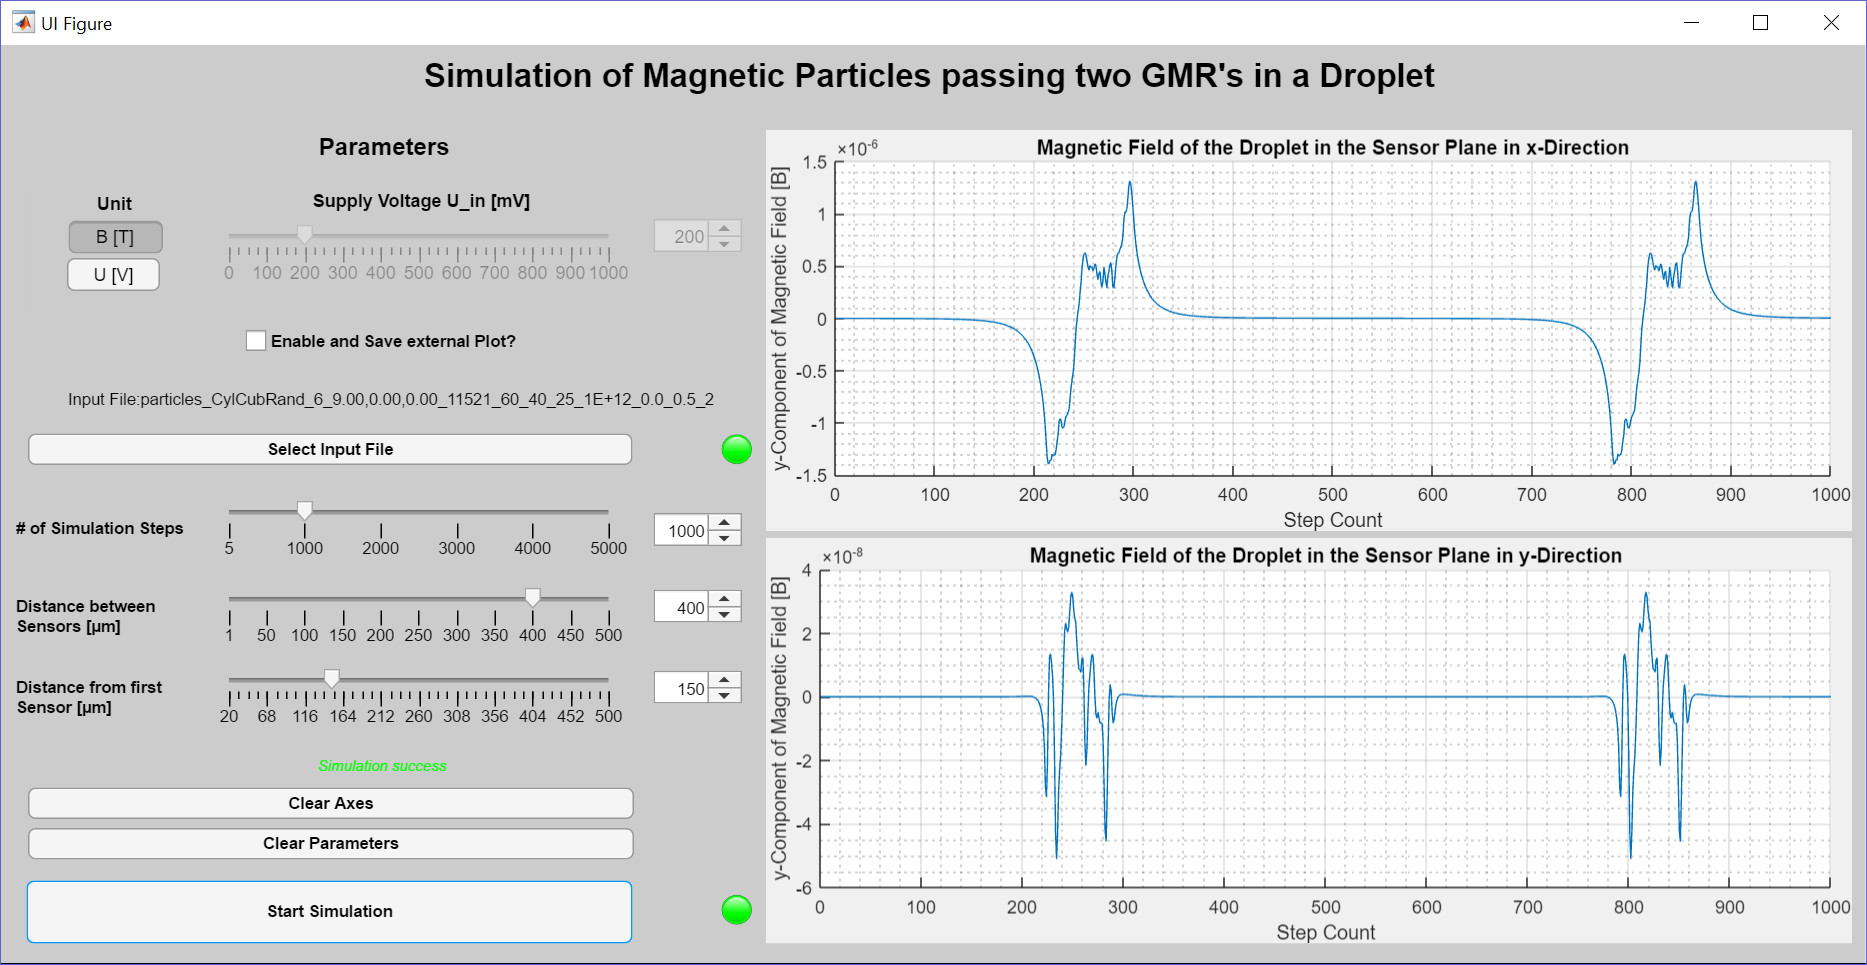 UI Figure
Simulation of Magnetic Particles passing two GMR's in a Droplet
Parameters
Unit
B [T]
U [V]
Supply Voltage U_in [mV]
0 100 200 300 400 500 600 700 800 900 1000
200
Enable and Save external Plot?
Input File:particles_CylCubRand_6_9.00,0.00,0.00_11521_60_40_25_1E+12_0.0_0.5_2
Select Input File
# of Simulation Steps
5 1000 2000 3000 4000 5000
1000
Distance between
Sensors [µm]
1 50 100 150 200 250 300 350 400 450 500
400
Distance from first
Sensor [µm]
20 68 116 164 212 260 308 356 404 452 500
150
Simulation success
Clear Axes
Clear Parameters
Start Simulation
Magnetic Field of the Droplet in the Sensor Plane in x-Direction
×10-6
y-Component of Magnetic Field [B]
1.5
1
0.5
0
-0.5
-1
-1.5
0 100 200 300 400 500 600 700 800 900 1000
Step Count
Magnetic Field of the Droplet in the Sensor Plane in y-Direction
×10-8
y-Component of Magnetic Field [B]
4
2
0
-2
-4
-6
0 100 200 300 400 500 600 700 800 900 1000
Step Count